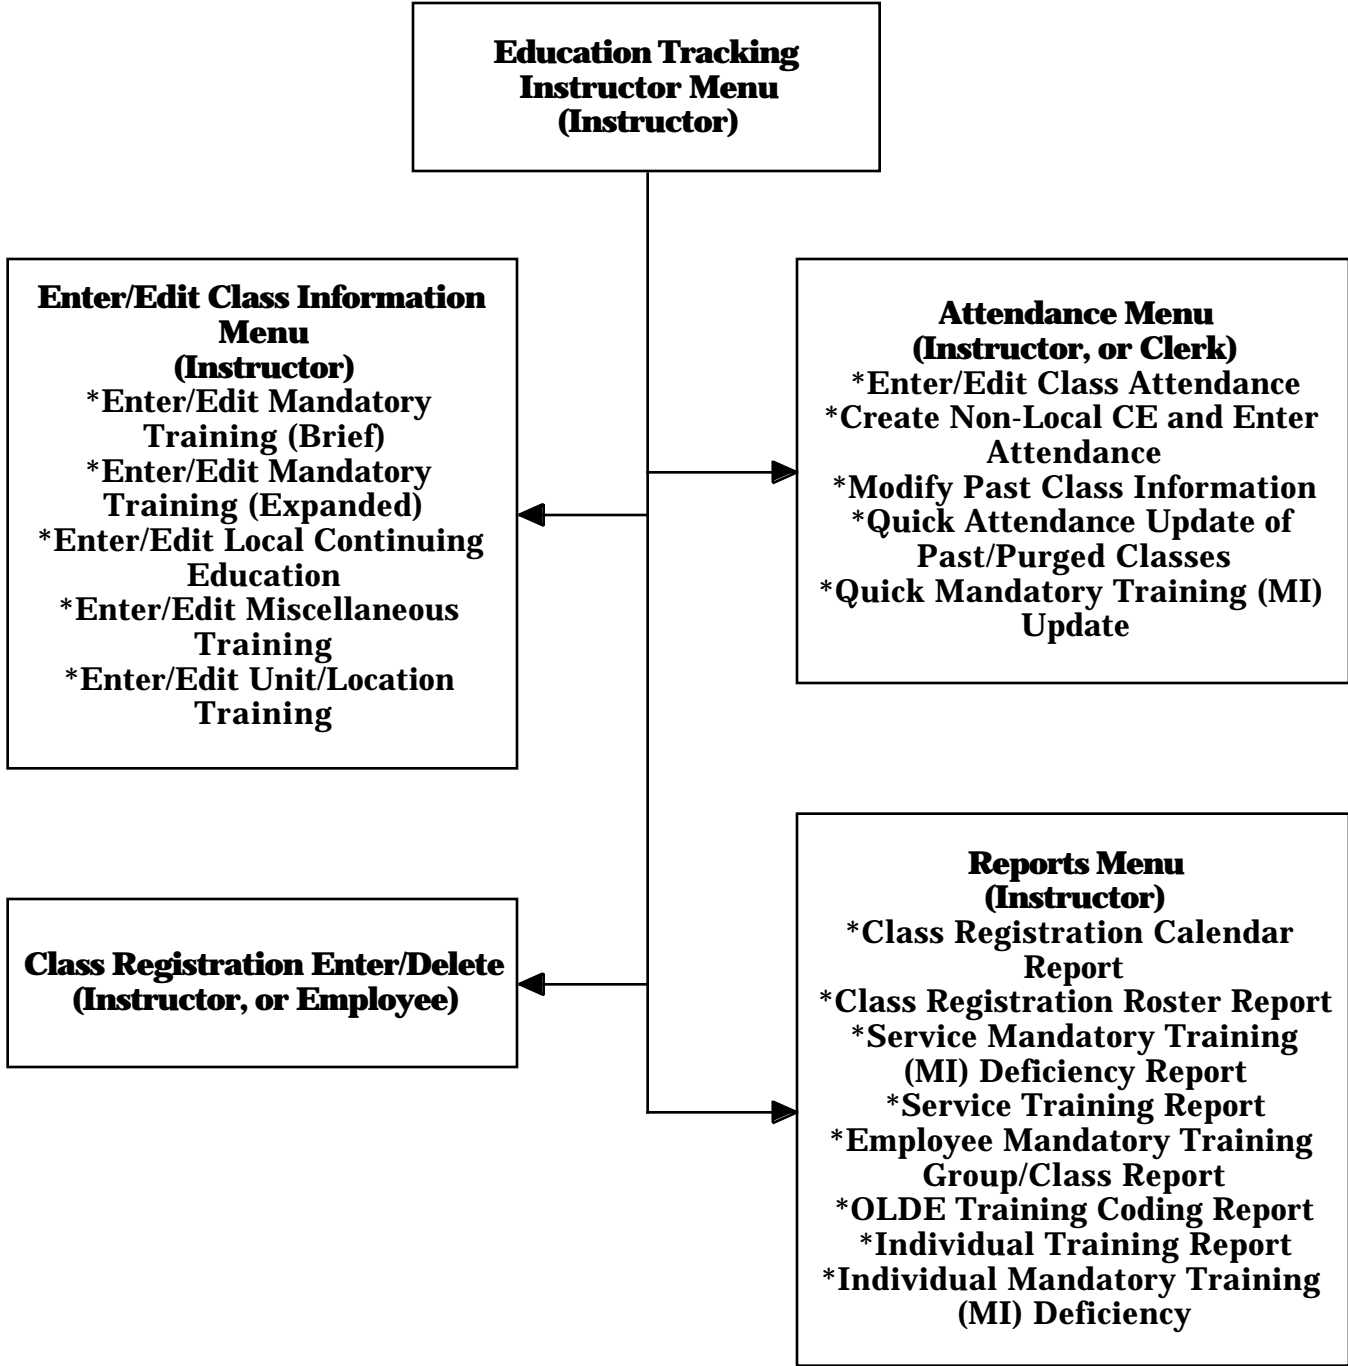 Education Tracking
Instructor Menu
(Instructor)
Enter/Edit Class Information
Menu
(Instructor)
*Enter/Edit Mandatory
Training (Brief)
*Enter/Edit Mandatory
Training (Expanded)
*Enter/Edit Local Continuing
Education
*Enter/Edit Miscellaneous
Training
*Enter/Edit Unit/Location
Training
Attendance Menu
(Instructor, or Clerk)
*Enter/Edit Class Attendance
*Create Non-Local CE and Enter
Attendance
*Modify Past Class Information
*Quick Attendance Update of
Past/Purged Classes
*Quick Mandatory Training (MI)
Update
Class Registration Enter/Delete
(Instructor, or Employee)
Reports Menu
(Instructor)
*Class Registration Calendar
Report
*Class Registration Roster Report
*Service Mandatory Training
(MI) Deficiency Report
*Service Training Report
*Employee Mandatory Training
Group/Class Report
*OLDE Training Coding Report
*Individual Training Report
*Individual Mandatory Training
(MI) Deficiency